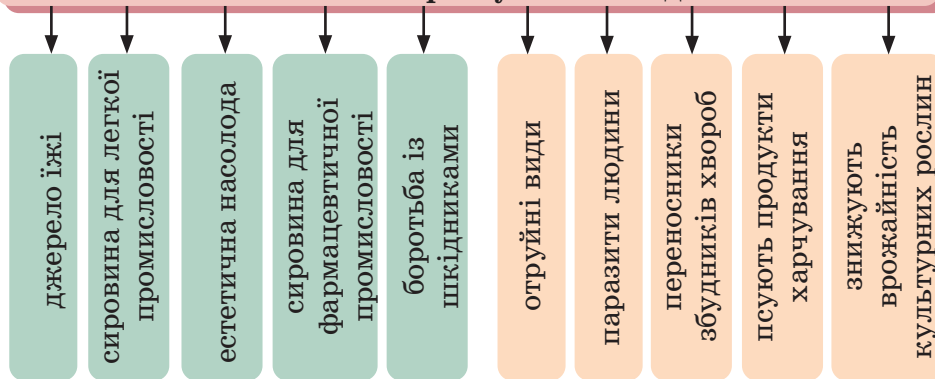 джерело їжі
сировина для легкої
промисловості
естетична насолода
сировина для
фармацевтичної
промисловості
боротьба із
шкідниками
отруйні види
паразити людини
переносники
збудників хвороб
псують продукти
харчування
знижують
врожайність
культурних рослин